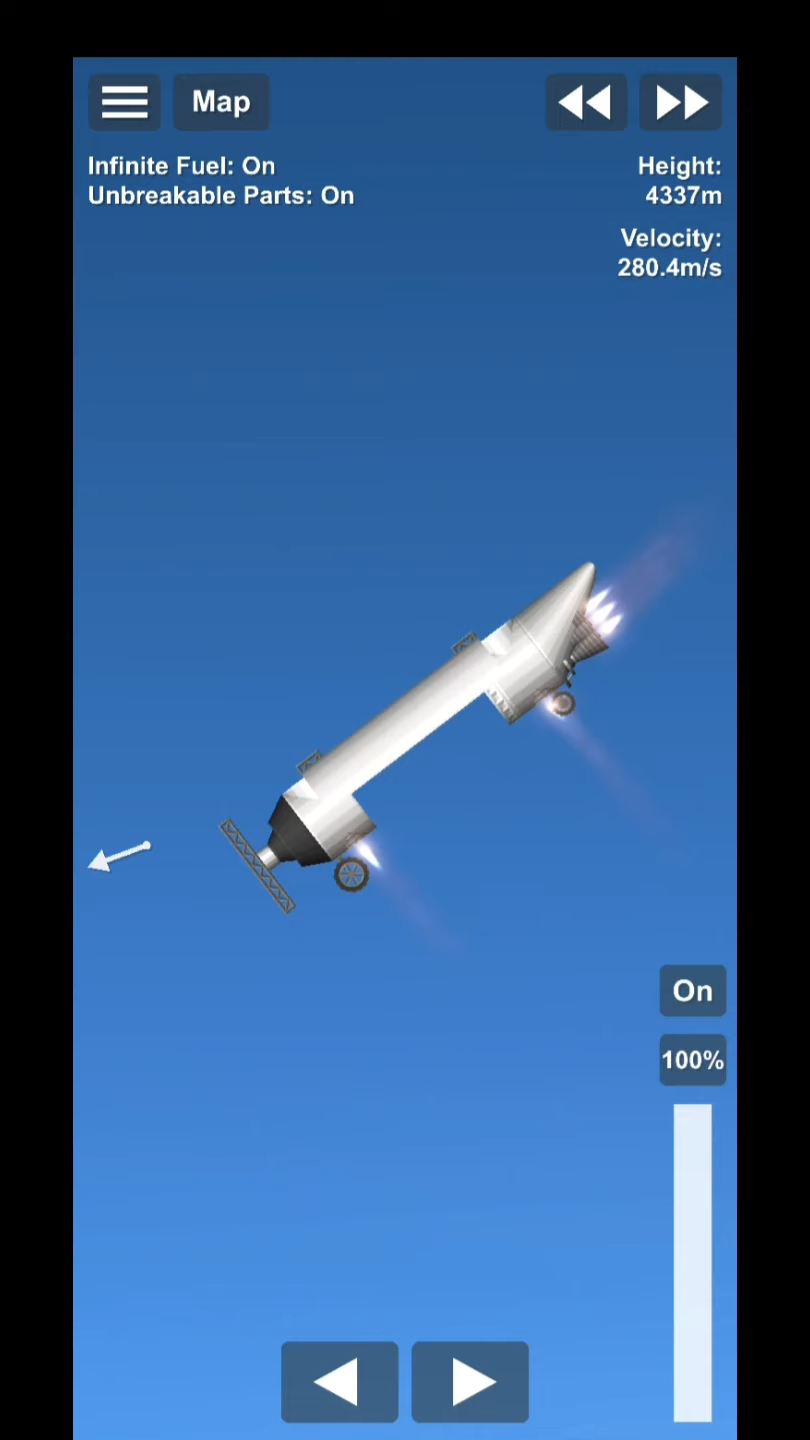 Map
Infinite Fuel: On
Unbreakable Parts: On
Height:
4337m
Velocity:
280.4m/s
On
100%